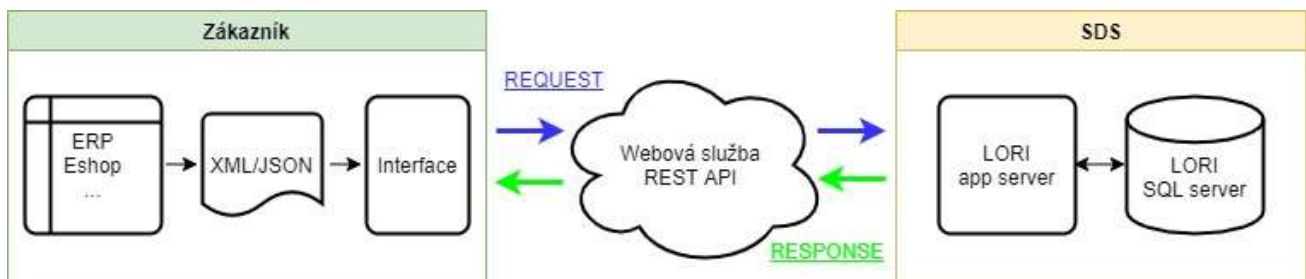 Zákazník
SDS
REQUEST
ERP
Eshop
...
XML/JSON
Interface
Webová služba
REST API
LORI
app server
LORI
SQL server
RESPONSE